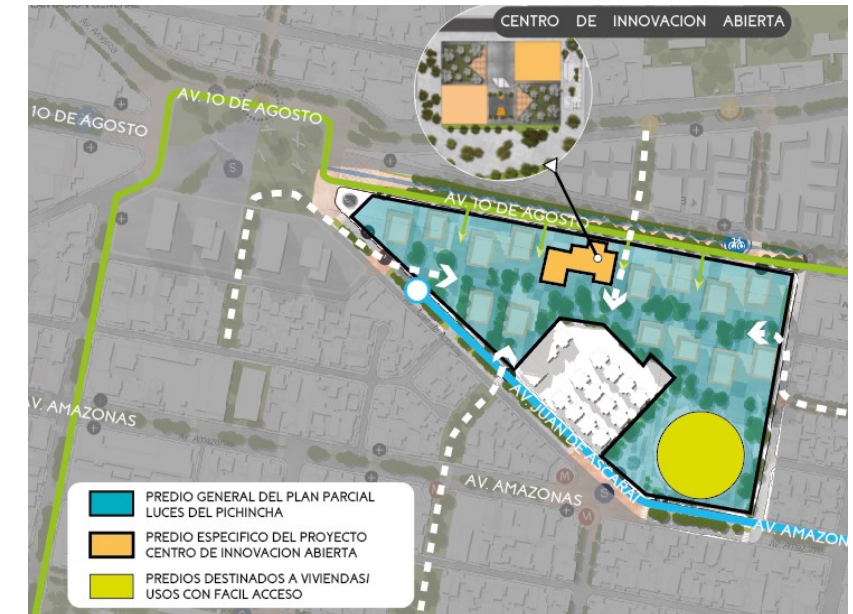 CENTRO DE INNOVACION ABIERTA
AV. 10 DE AGOSTO
10 DE AGOSTO
AV. 10 DE AGOSTO
S
AV. JUAN DE ASCARAT
V. AMAZONAS
Av. Amazonas
AV. AMAZONAS
M
S
M
AV. AMAZON
PREDIO GENERAL DEL PLAN PARCIAL
LUCES DEL PICHINCHA
PREDIO ESPECIFICO DEL PROYECTO
CENTRO DE INNOVACION ABIERTA
PREDIOS DESTINADOS A VIVIENDAS/
USOS CON FACIL ACCESO